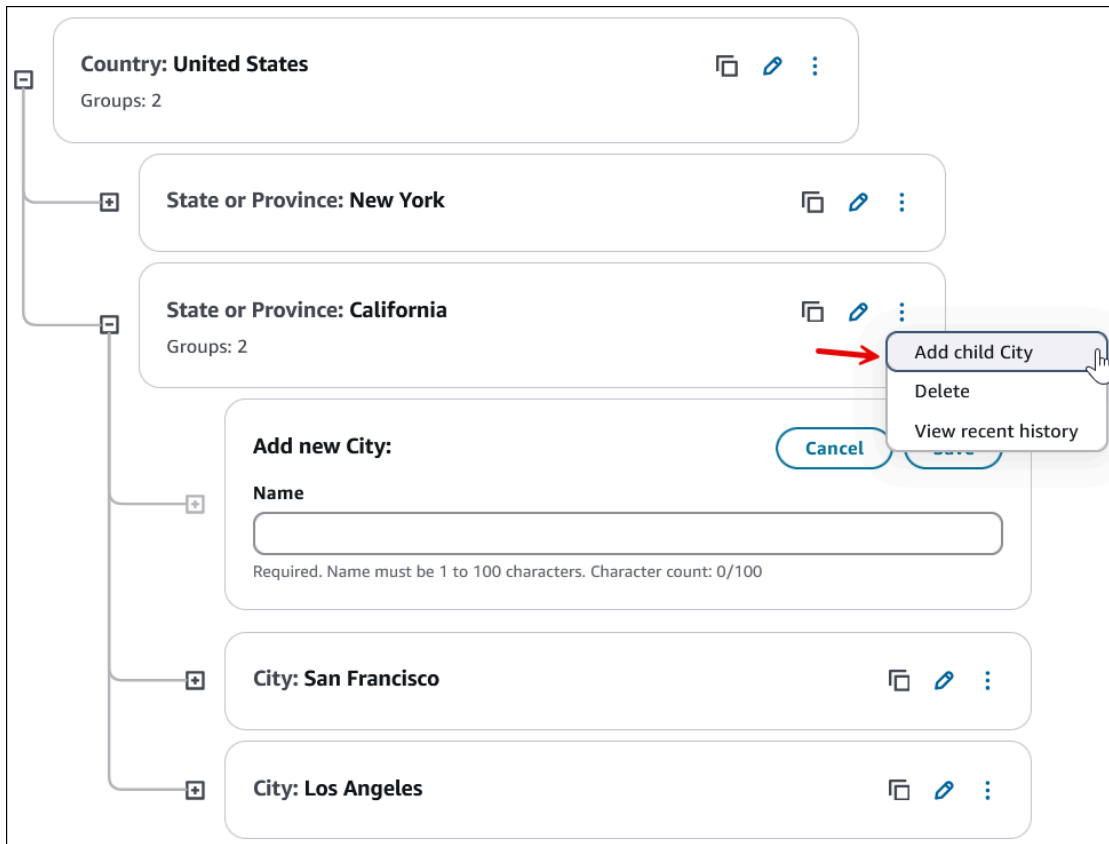 Country: United States
Groups: 2
State or Province: New York
State or Province: California
Groups: 2
Add child City
Delete
View recent history
Add new City:
Cancel
Name
Required. Name must be 1 to 100 characters. Character count: 0/100
City: San Francisco
City: Los Angeles